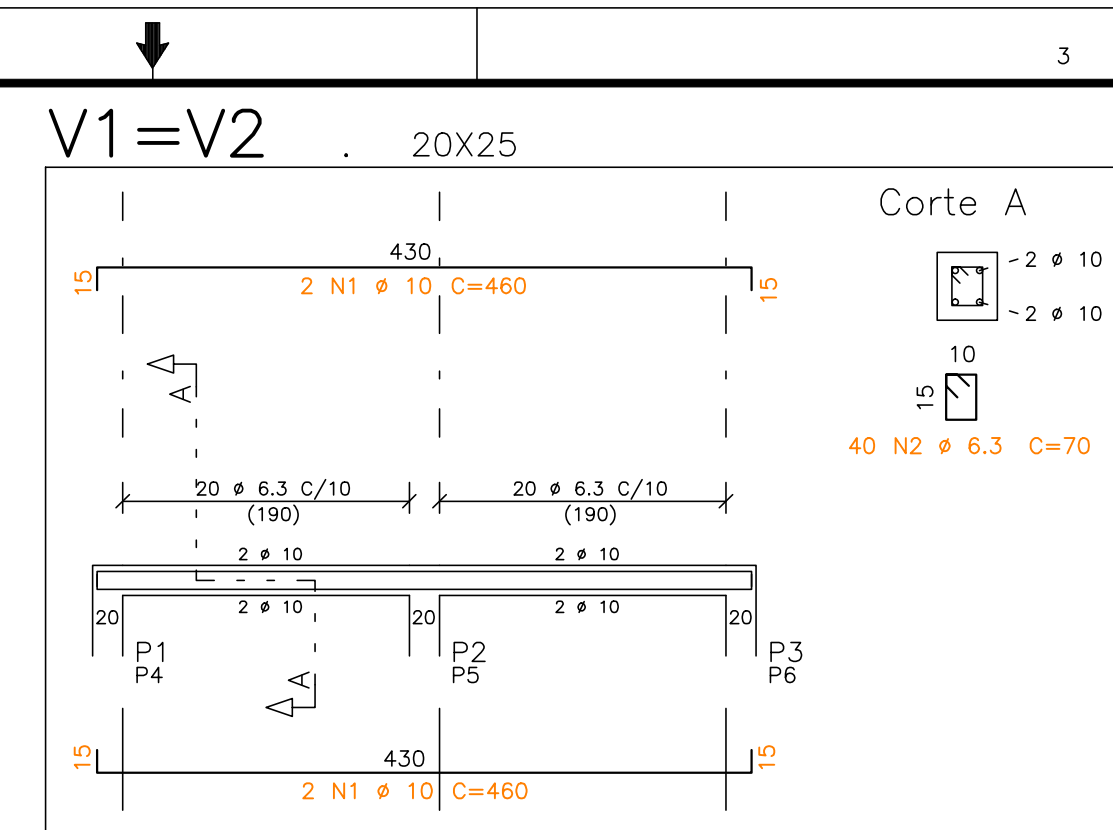 3
V1=V2 . 20X25
Corte A
430
15
2 N1 ø 10 C=460
15
2 ø 10
2 ø 10
10
15
40 N2 ø 6.3 C=70
A
20 ø 6.3 C/10
(190)
20 ø 6.3 C/10
(190)
2 ø 10
2 ø 10
2 ø 10
2 ø 10
20
20
20
P1
P4
P2
P5
P3
P6
A
430
15
2 N1 ø 10 C=460
15